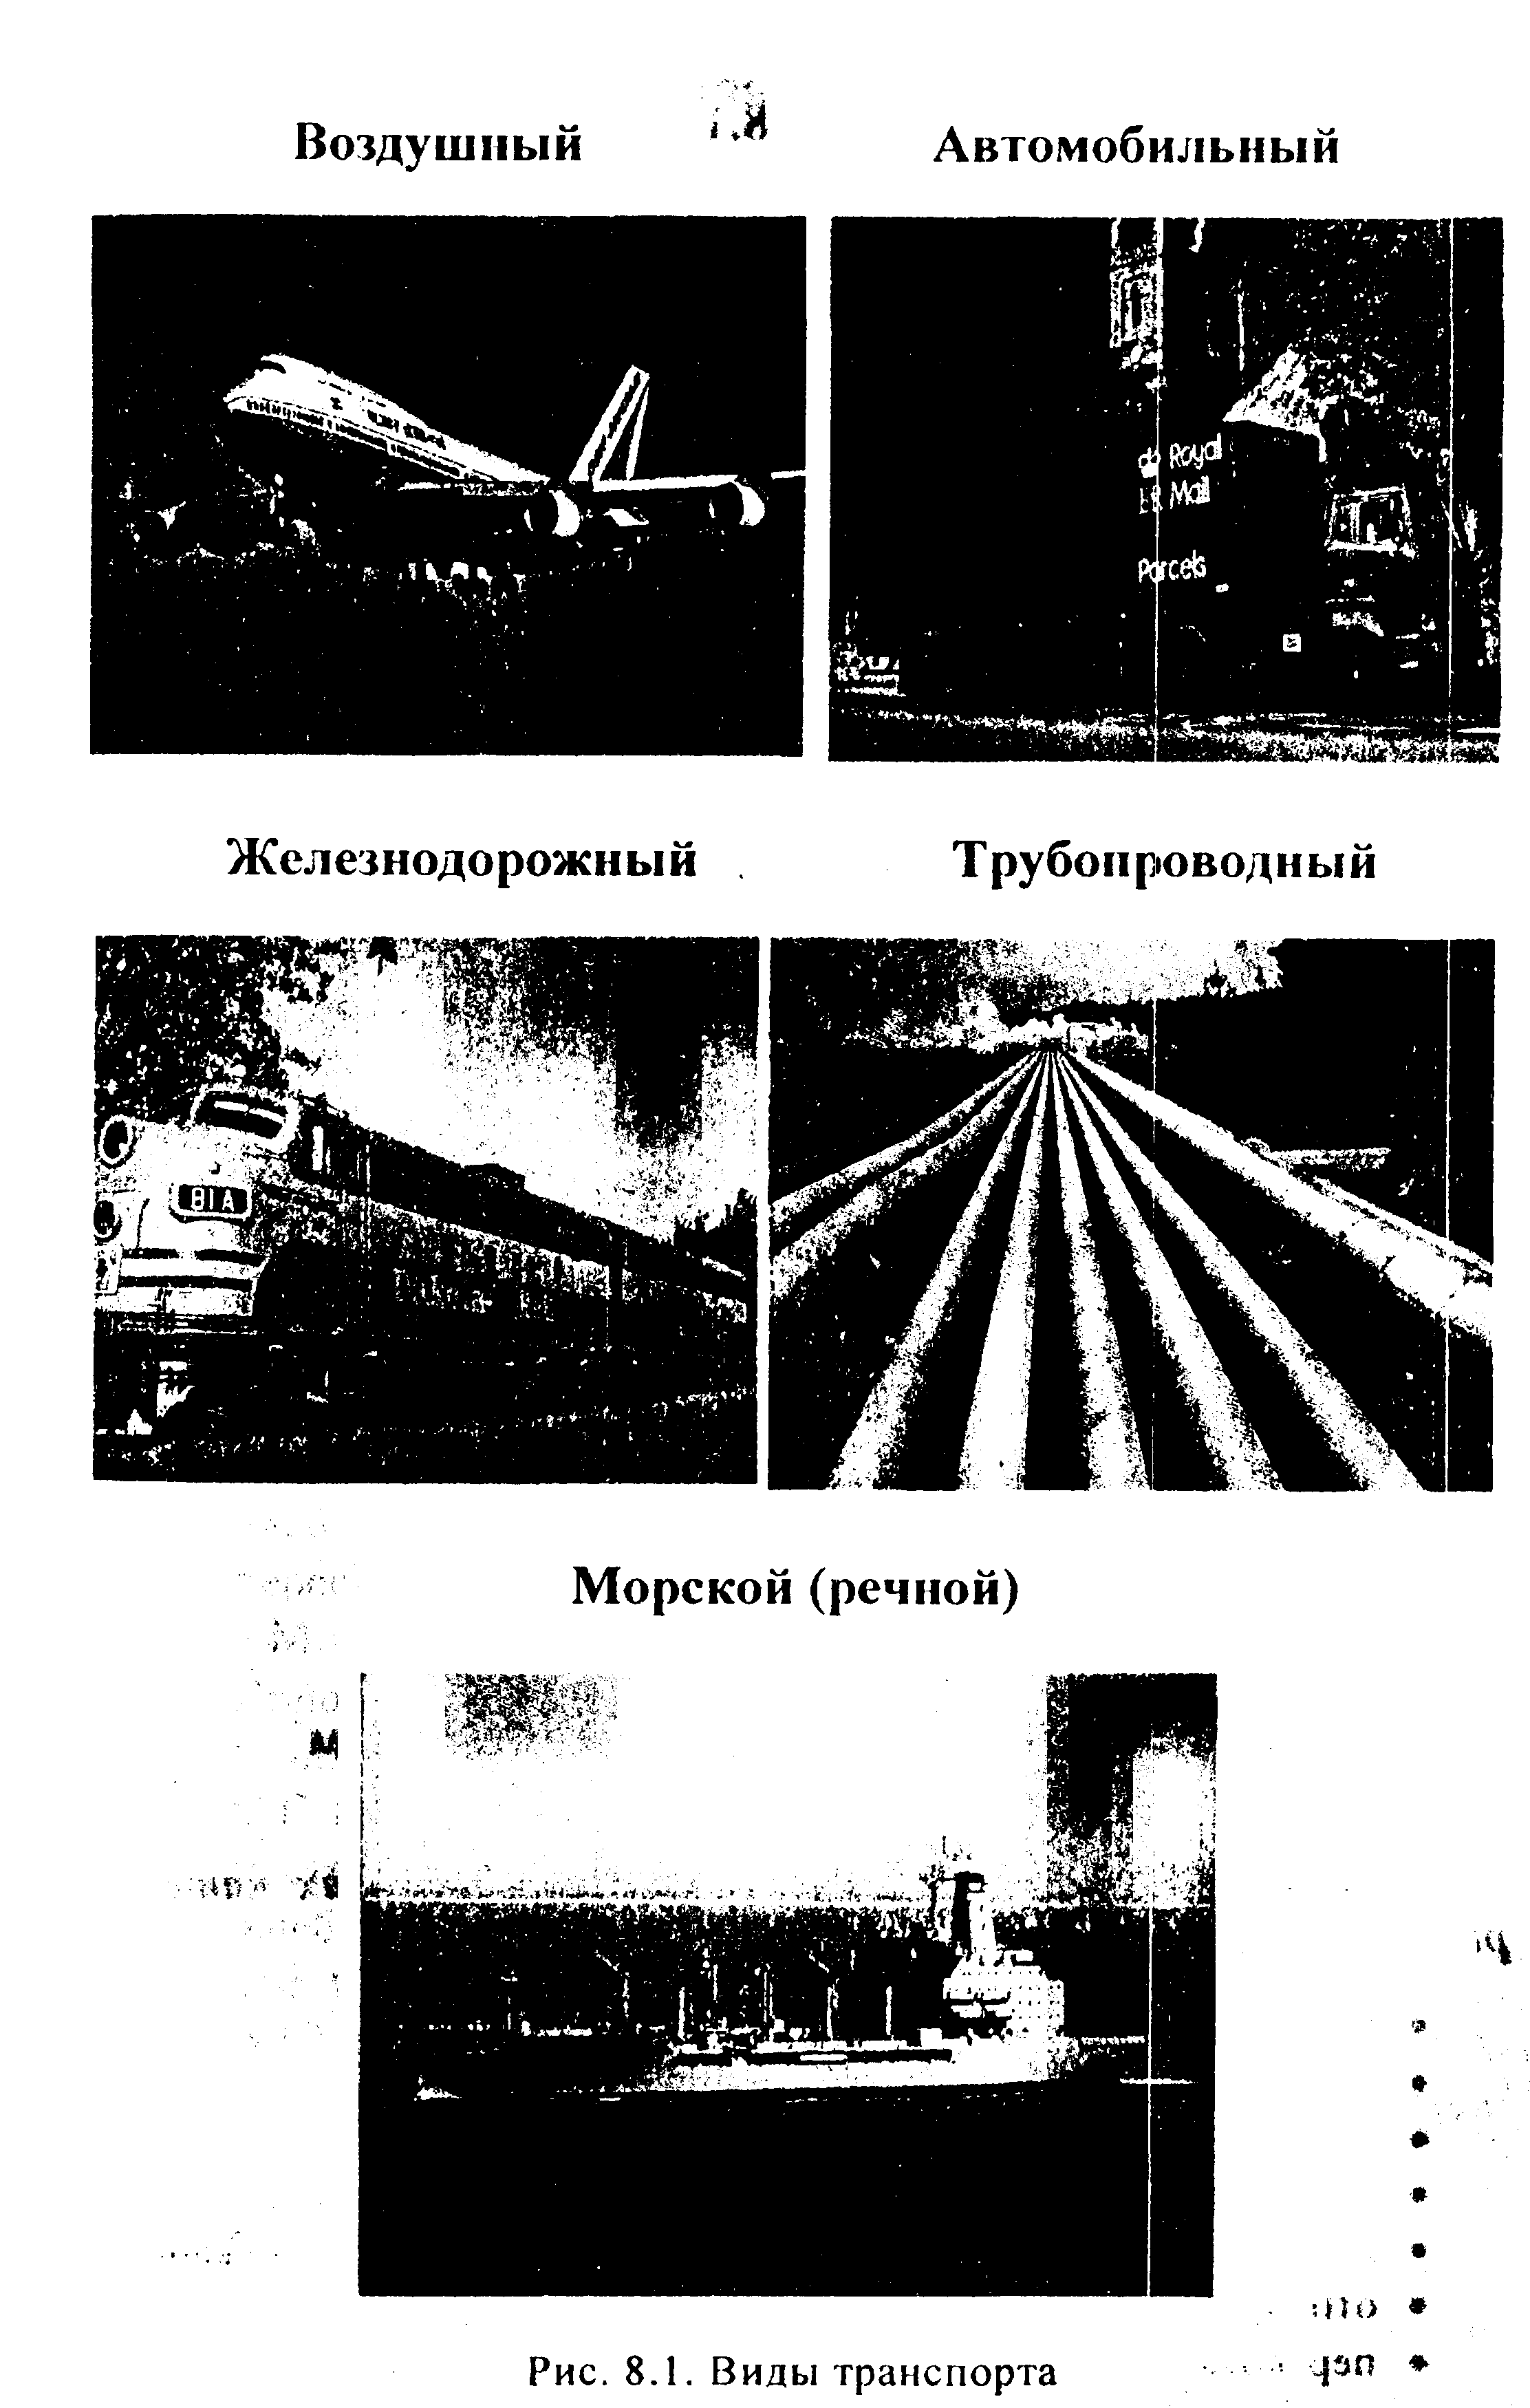 Воздушный
Автомобильный
Royal
Mail
Parcels
Железнодорожный
Трубопроводный
81A
Морской (речной)
Рис. 8.1. Виды транспорта